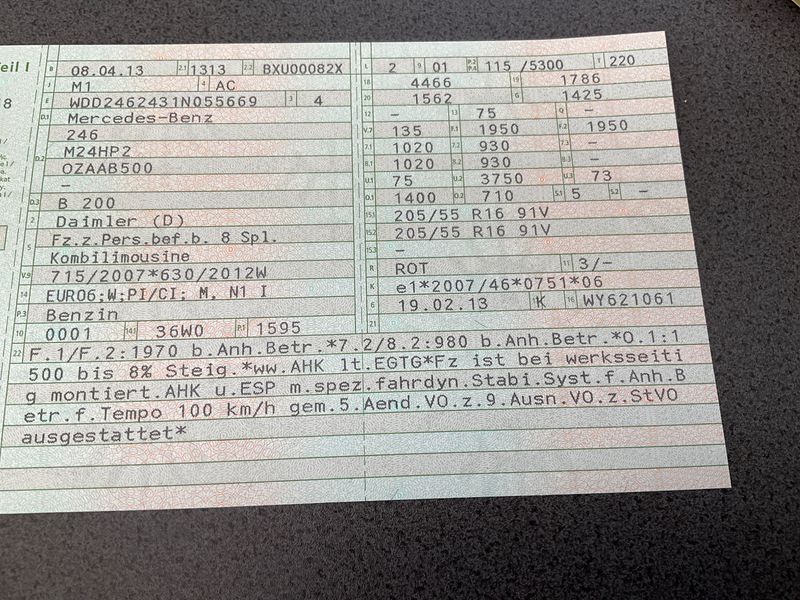 Teil I
B 08.04.13 2.1 1313 2.2 BXU00082X
J M1 4 AC
E WDD2462431N055669 3 4
D.1 Mercedes-Benz
246
D.2 M24HP2
OZAAB500
–
D.3 B 200
2 Daimler (D)
5 Fz.z.Pers.bef.b. 8 Spl.
Kombilimousine
V.9 715/2007*630/2012W
14 EURO6;W;PI/CI; M, N1 I
P.3 Benzin
10 0001 14.1 36W0 P.1 1595
L 2 9 01 P.2 P.4 115 /5300 T 220
18 4466 19 1786
20 1562 G 1425
12 – 13 75 Q –
V.7 135 F.1 1950 F.2 1950
7.1 1020 7.2 930 7.3 –
8.1 1020 8.2 930 8.3 –
U.1 75 U.2 3750 U.3 73
O.1 1400 O.2 710 S.1 5 S.2 –
15.1 205/55 R16 91V
15.2 205/55 R16 91V
15.3 –
R ROT 11 3/–
K e1*2007/46*0751*06
6 19.02.13 17 K 16 WY621061
21
22 F.1/F.2:1970 b.Anh.Betr.*7.2/8.2:980 b.Anh.Betr.*O.1:1
500 bis 8% Steig.*ww.AHK lt.EGTG*Fz ist bei werksseiti
g montiert.AHK u.ESP m.spez.fahrdyn.Stabi.Syst.f.Anh.B
etr.f.Tempo 100 km/h gem.5.Aend.VO.z.9.Ausn.VO.z.StVO
ausgestattet*